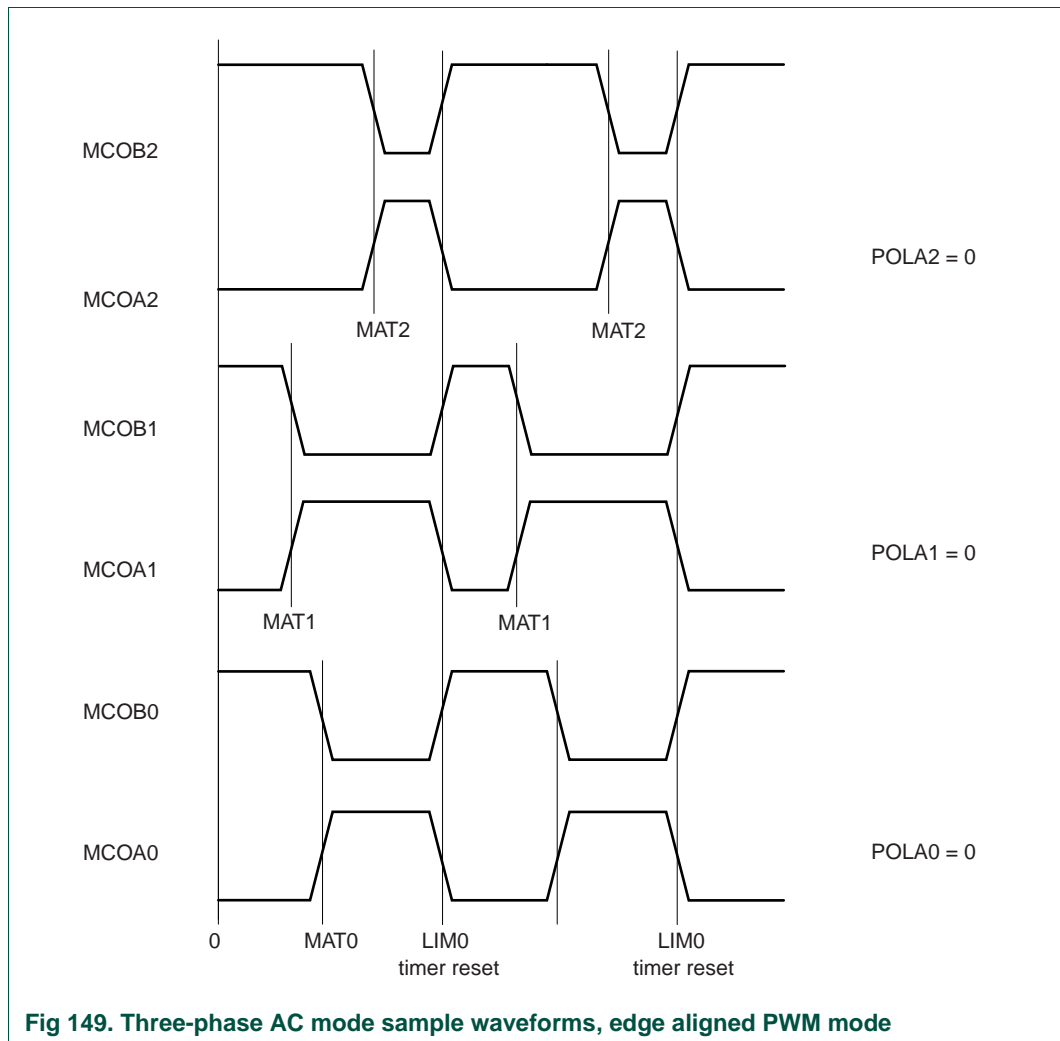 MCOB2
POLA2 = 0
MCOA2
MAT2 MAT2
MCOB1
POLA1 = 0
MCOA1
MAT1 MAT1
MCOB0
MCOA0 POLA0 = 0
0 MAT0 LIM0 LIM0
timer reset timer reset
Fig 149. Three-phase AC mode sample waveforms, edge aligned PWM mode